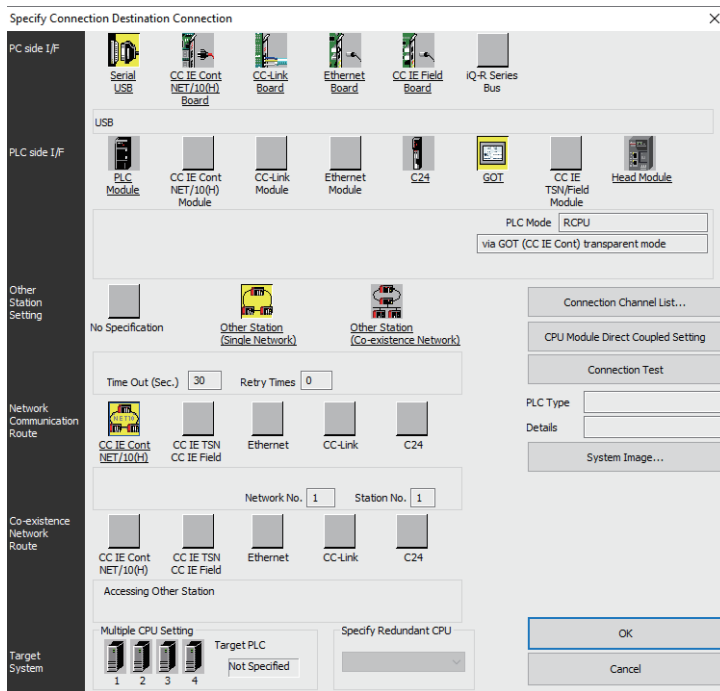 Specify Connection Destination Connection
PC side I/F
Serial
USB
CC IE Cont
NET/10(H)
Board
CC-Link
Board
Ethernet
Board
CC IE Field
Board
iQ-R Series
Bus
USB
PLC side I/F
PLC
Module
CC IE Cont
NET/10(H)
Module
CC-Link
Module
Ethernet
Module
C24
GOT
CC IE
TSN/Field
Module
Head Module
PLC Mode RCPU
via GOT (CC IE Cont) transparent mode
Other
Station
Setting
No Specification
Other Station
(Single Network)
Other Station
(Co-existence Network)
Time Out (Sec.) 30 Retry Times 0
Connection Channel List...
CPU Module Direct Coupled Setting
Connection Test
PLC Type
Details
System Image...
Network
Communication
Route
NET10
CC IE Cont
NET/10(H)
CC IE TSN
CC IE Field
Ethernet
CC-Link
C24
Network No. 1 Station No. 1
Co-existence
Network
Route
CC IE Cont
NET/10(H)
CC IE TSN
CC IE Field
Ethernet
CC-Link
C24
Accessing Other Station
Target
System
Multiple CPU Setting
1 2 3 4
Target PLC
Not Specified
Specify Redundant CPU
OK
Cancel